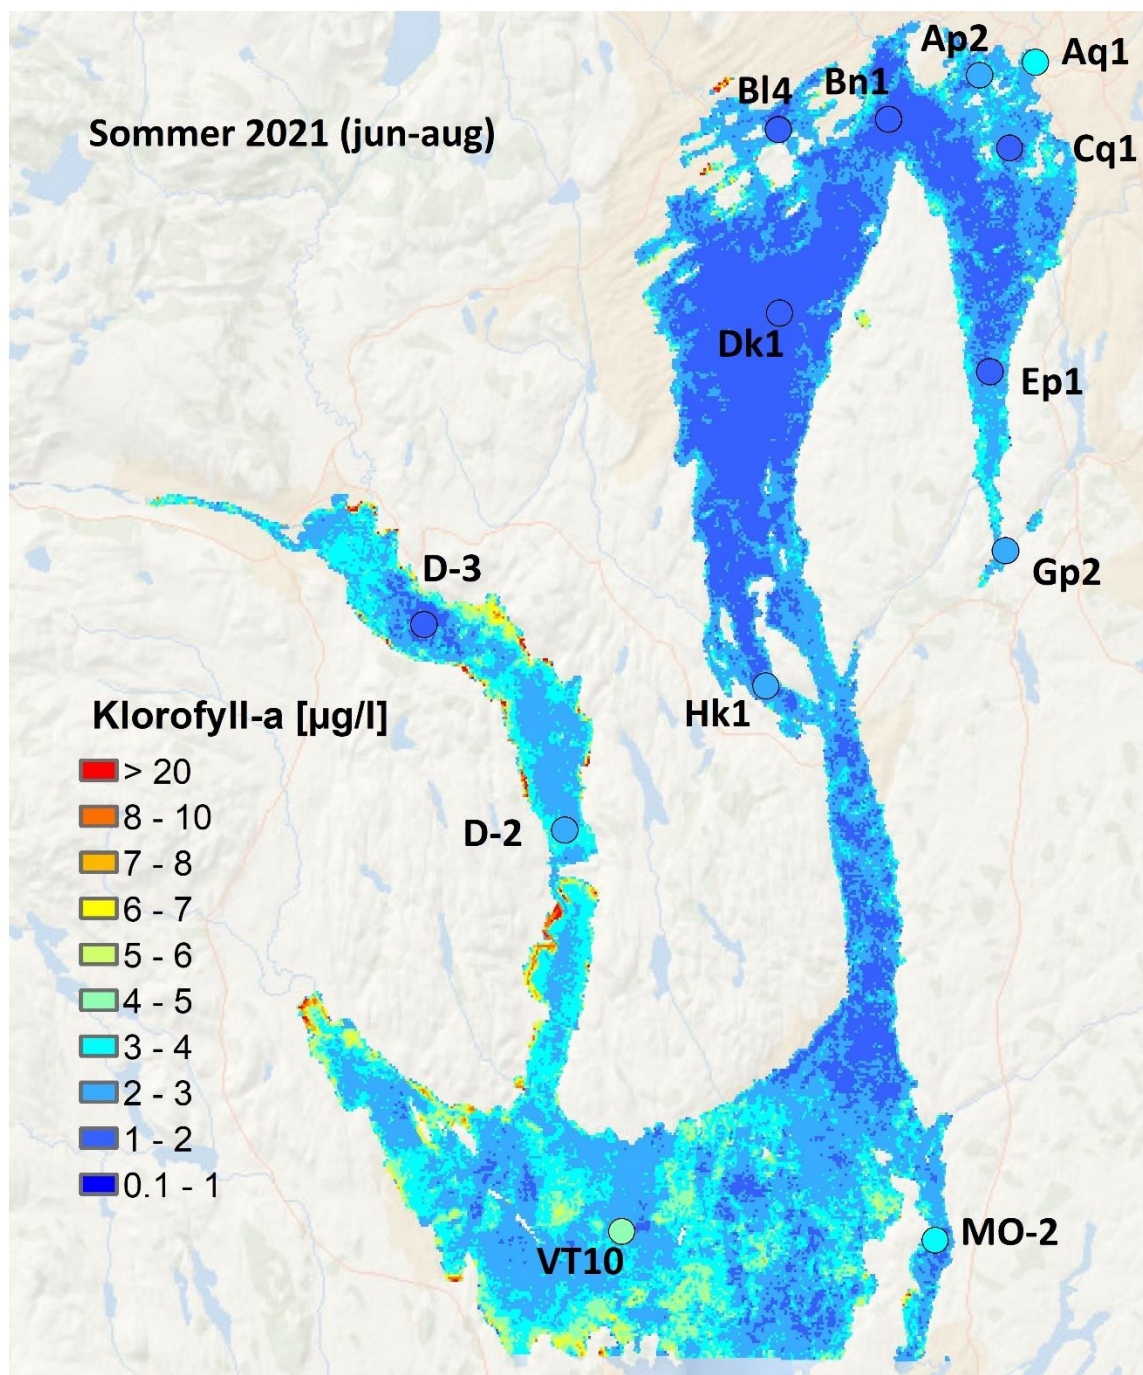 Ap2
Aq1
Bl4
Bn1
Sommer 2021 (jun-aug)
Cq1
Dk1
Ep1
D-3
Gp2
Hk1
Klorofyll-a [µg/l]
> 20
8 - 10
D-2
7 - 8
6 - 7
5 - 6
4 - 5
3 - 4
2 - 3
1 - 2
0.1 - 1
MO-2
VT10